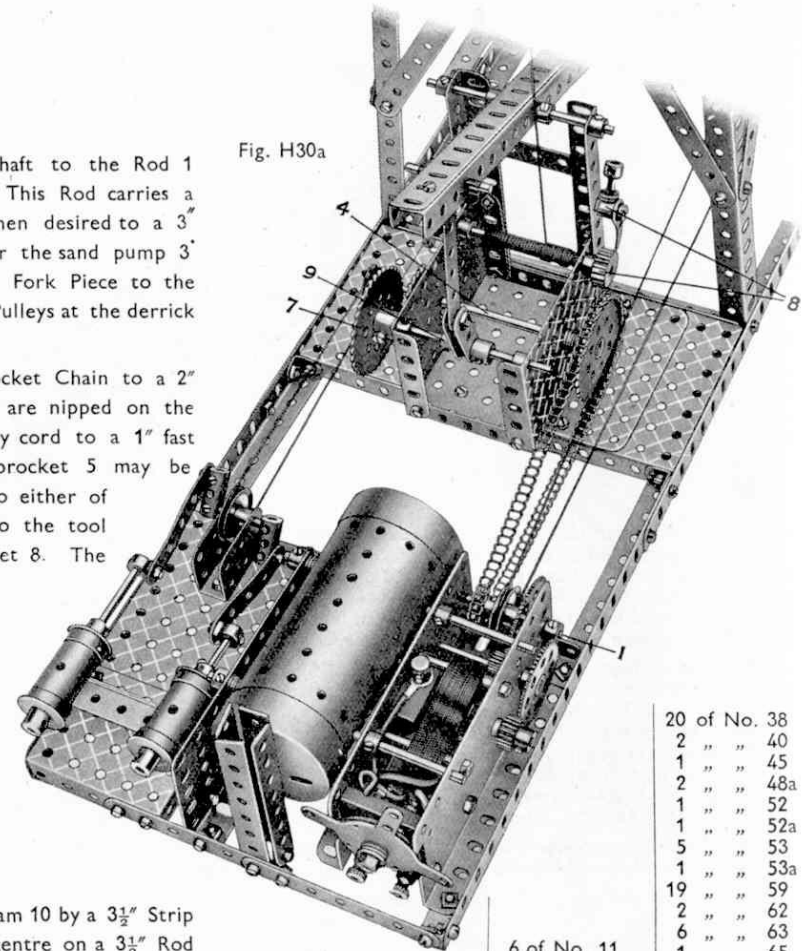 haft to the Rod 1
This Rod carries a
hen desired to a 3″
r the sand pump 3
Fork Piece to the
Pulleys at the derrick
Fig. H30a
4
9
7
8
ocket Chain to a 2″
are nipped on the
y cord to a 1″ fast
procket 5 may be
o either of
o the tool
et 8. The
1
am 10 by a 3½″ Strip
entre on a 3½″ Rod
6 of No. 11
20 of No. 38
2 „ „ 40
1 „ „ 45
2 „ „ 48a
1 „ „ 52
1 „ „ 52a
5 „ „ 53
1 „ „ 53a
19 „ „ 59
2 „ „ 62
6 „ „ 63
1 „ „ 65